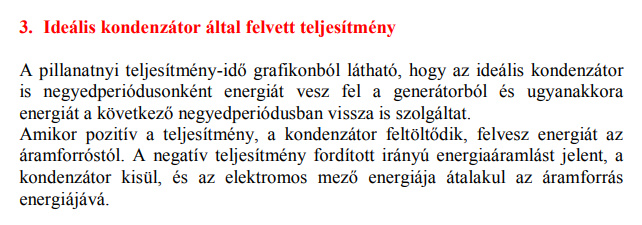 3. Ideális kondenzátor által felvett teljesítmény
A pillanatnyi teljesítmény-idő grafikonból látható, hogy az ideális kondenzátor
is negyedperiódusonként energiát vesz fel a generátorból és ugyanakkora
energiát a következő negyedperiódusban vissza is szolgáltat.
Amikor pozitív a teljesítmény, a kondenzátor feltöltődik, felvesz energiát az
áramforróstól. A negatív teljesítmény fordított irányú energiaáramlást jelent, a
kondenzátor kisül, és az elektromos mező energiája átalakul az áramforrás
energiájává.